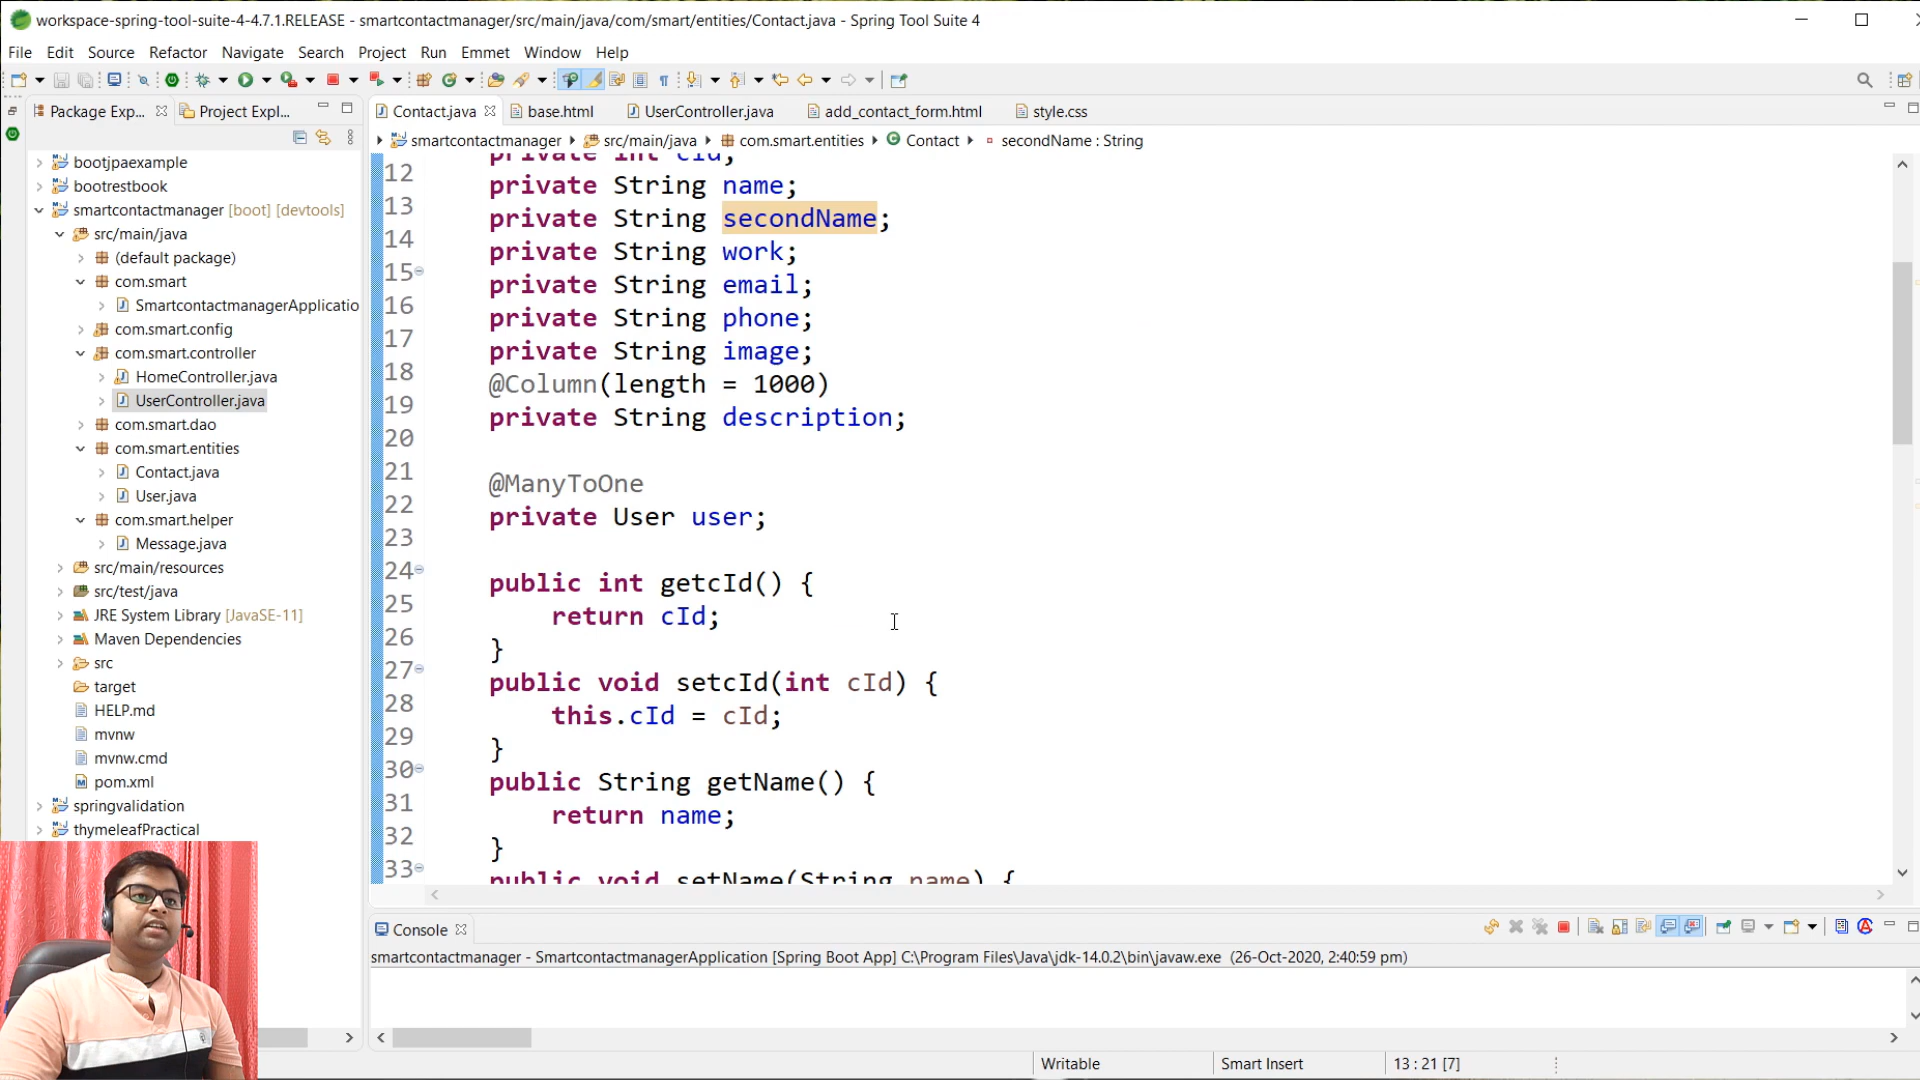 workspace-spring-tool-suite-4-4.7.1.RELEASE - smartcontactmanager/src/main/java/com/smart/entities/Contact.java - Spring Tool Suite 4
File Edit Source Refactor Navigate Search Project Run Emmet Window Help
Package Exp... Project Expl...
bootjpaexample
bootrestbook
smartcontactmanager [boot] [devtools]
src/main/java
(default package)
com.smart
SmartcontactmanagerApplicatio
com.smart.config
com.smart.controller
HomeController.java
UserController.java
com.smart.dao
com.smart.entities
Contact.java
User.java
com.smart.helper
Message.java
src/main/resources
src/test/java
JRE System Library [JavaSE-11]
Maven Dependencies
src
target
HELP.md
mvnw
mvnw.cmd
pom.xml
springvalidation
thymeleafPractical
Contact.java base.html UserController.java add_contact_form.html style.css
smartcontactmanager src/main/java com.smart.entities Contact secondName : String
private int cId;
12 private String name;
13 private String secondName;
14 private String work;
15 private String email;
16 private String phone;
17 private String image;
18 @Column(length = 1000)
19 private String description;
20
21 @ManyToOne
22 private User user;
23
24 public int getcId() {
25 return cId;
26 }
27 public void setcId(int cId) {
28 this.cId = cId;
29 }
30 public String getName() {
31 return name;
32 }
33 public void setName(String name) {
Console
smartcontactmanager - SmartcontactmanagerApplication [Spring Boot App] C:\Program Files\Java\jdk-14.0.2\bin\javaw.exe (26-Oct-2020, 2:40:59 pm)
Writable Smart Insert 13 : 21 [7]